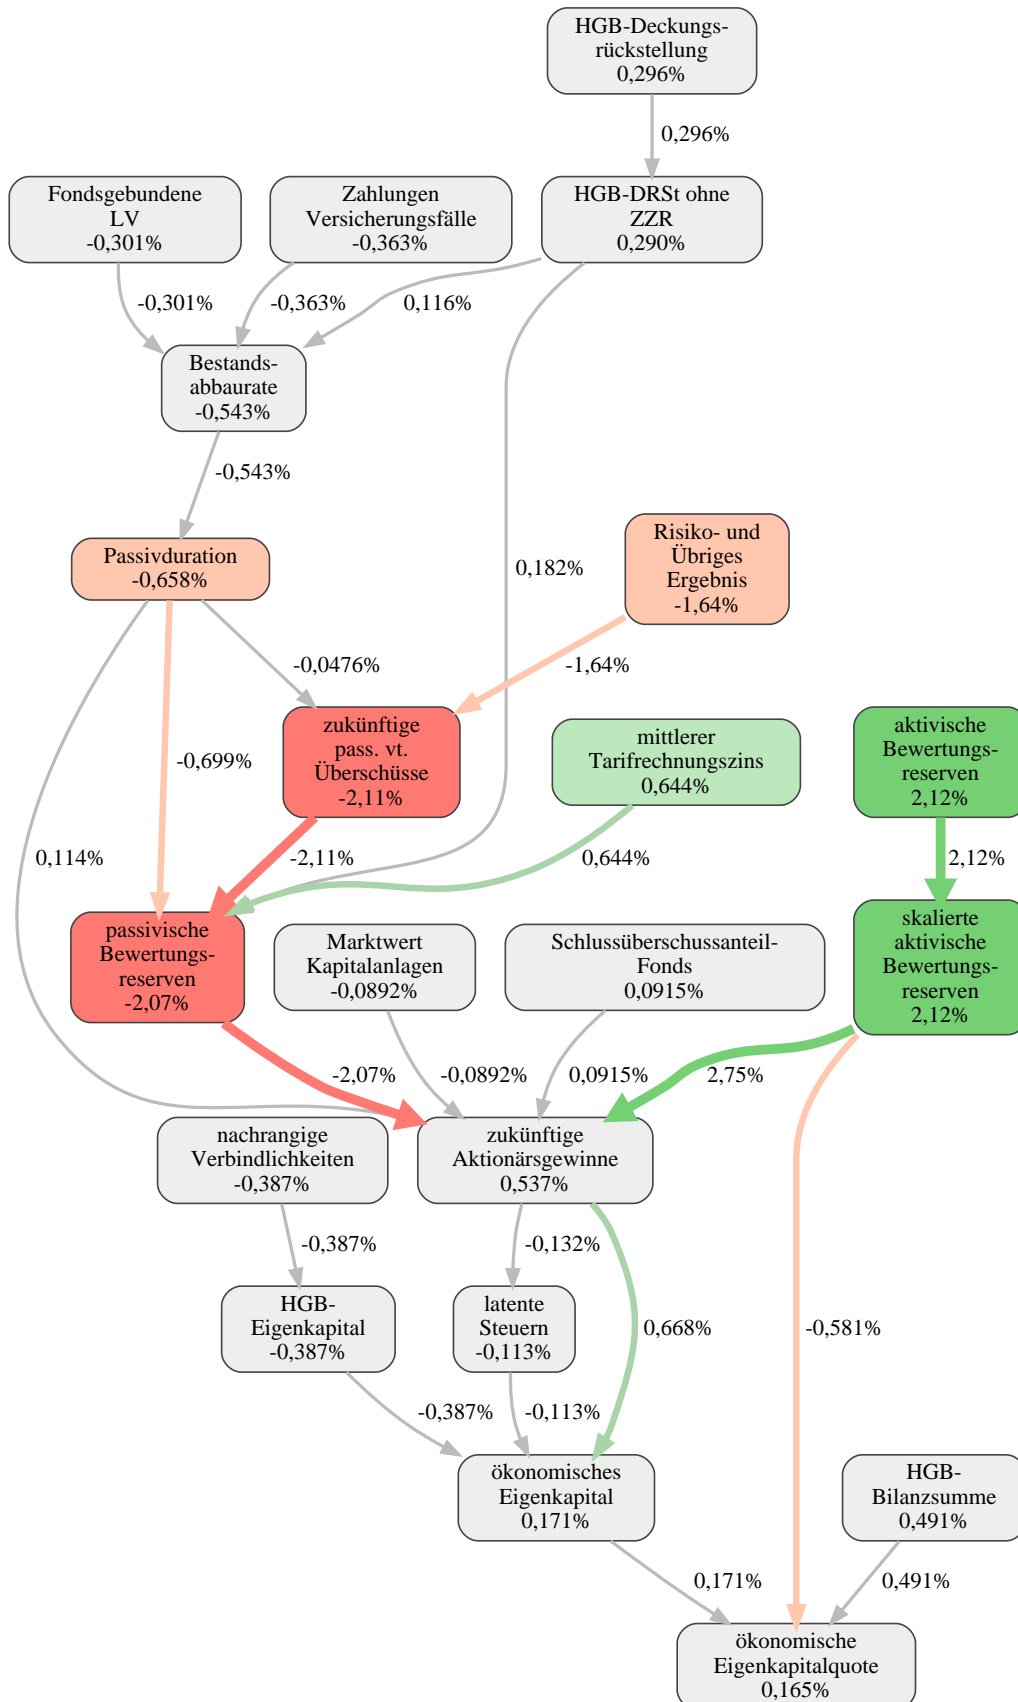 HGB-Deckungs-
rückstellung
0,296%
0,296%
Fondsgebundene
LV
-0,301%
Zahlungen
Versicherungsfälle
-0,363%
HGB-DRSt ohne
ZZR
0,290%
-0,301%
-0,363%
0,116%
Bestands-
abbaurate
-0,543%
-0,543%
Passivduration
-0,658%
0,182%
Risiko- und
Übriges
Ergebnis
-1,64%
-0,0476%
-1,64%
zukünftige
pass. vt.
Überschüsse
-2,11%
mittlerer
Tarifrechnungszins
0,644%
aktivische
Bewertungs-
reserven
2,12%
-0,699%
0,114%
-2,11%
0,644%
2,12%
passivische
Bewertungs-
reserven
-2,07%
Marktwert
Kapitalanlagen
-0,0892%
Schlussüberschussanteil-
Fonds
0,0915%
skalierte
aktivische
Bewertungs-
reserven
2,12%
-2,07%
-0,0892%
0,0915%
2,75%
nachrangige
Verbindlichkeiten
-0,387%
zukünftige
Aktionärsgewinne
0,537%
-0,387%
-0,132%
HGB-
Eigenkapital
-0,387%
latente
Steuern
-0,113%
0,668%
-0,581%
-0,387%
-0,113%
ökonomisches
Eigenkapital
0,171%
HGB-
Bilanzsumme
0,491%
0,171%
0,491%
ökonomische
Eigenkapitalquote
0,165%